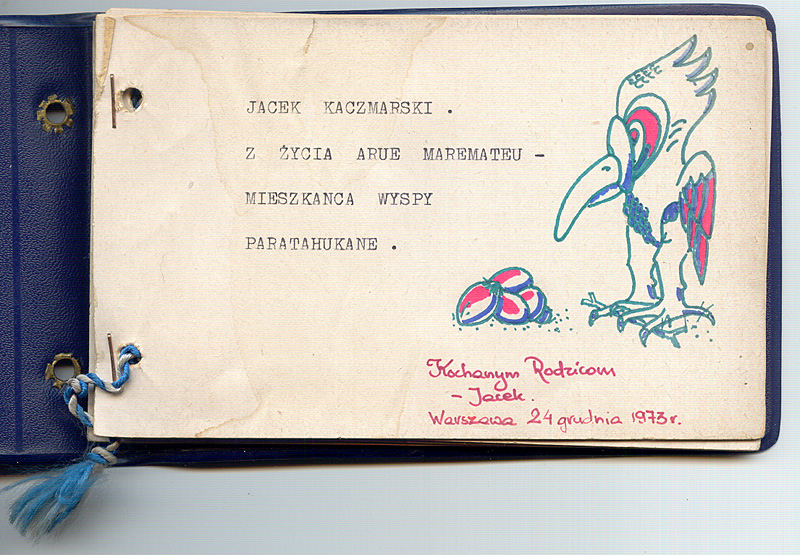 JACEK KACZMARSKI .
Z ŻYCIA ARUE MAREMATEU -
MIESZKANCA WYSPY
PARATAHUKANE .
Kochanym Rodzicom
- Jacek.
Warszawa 24 grudnia 1973 r.